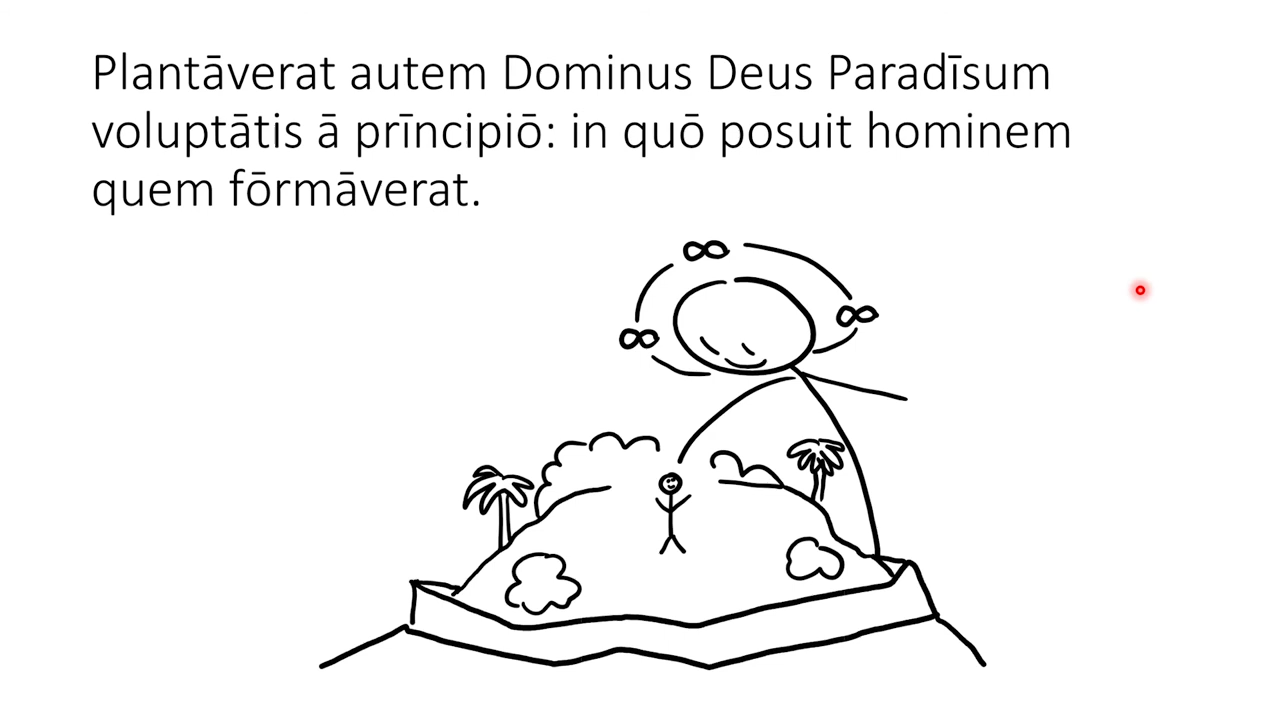 Plantāverat autem Dominus Deus Paradīsum
voluptātis ā prīncipiō: in quō posuit hominem
quem fōrmāverat.
∞
∞
∞